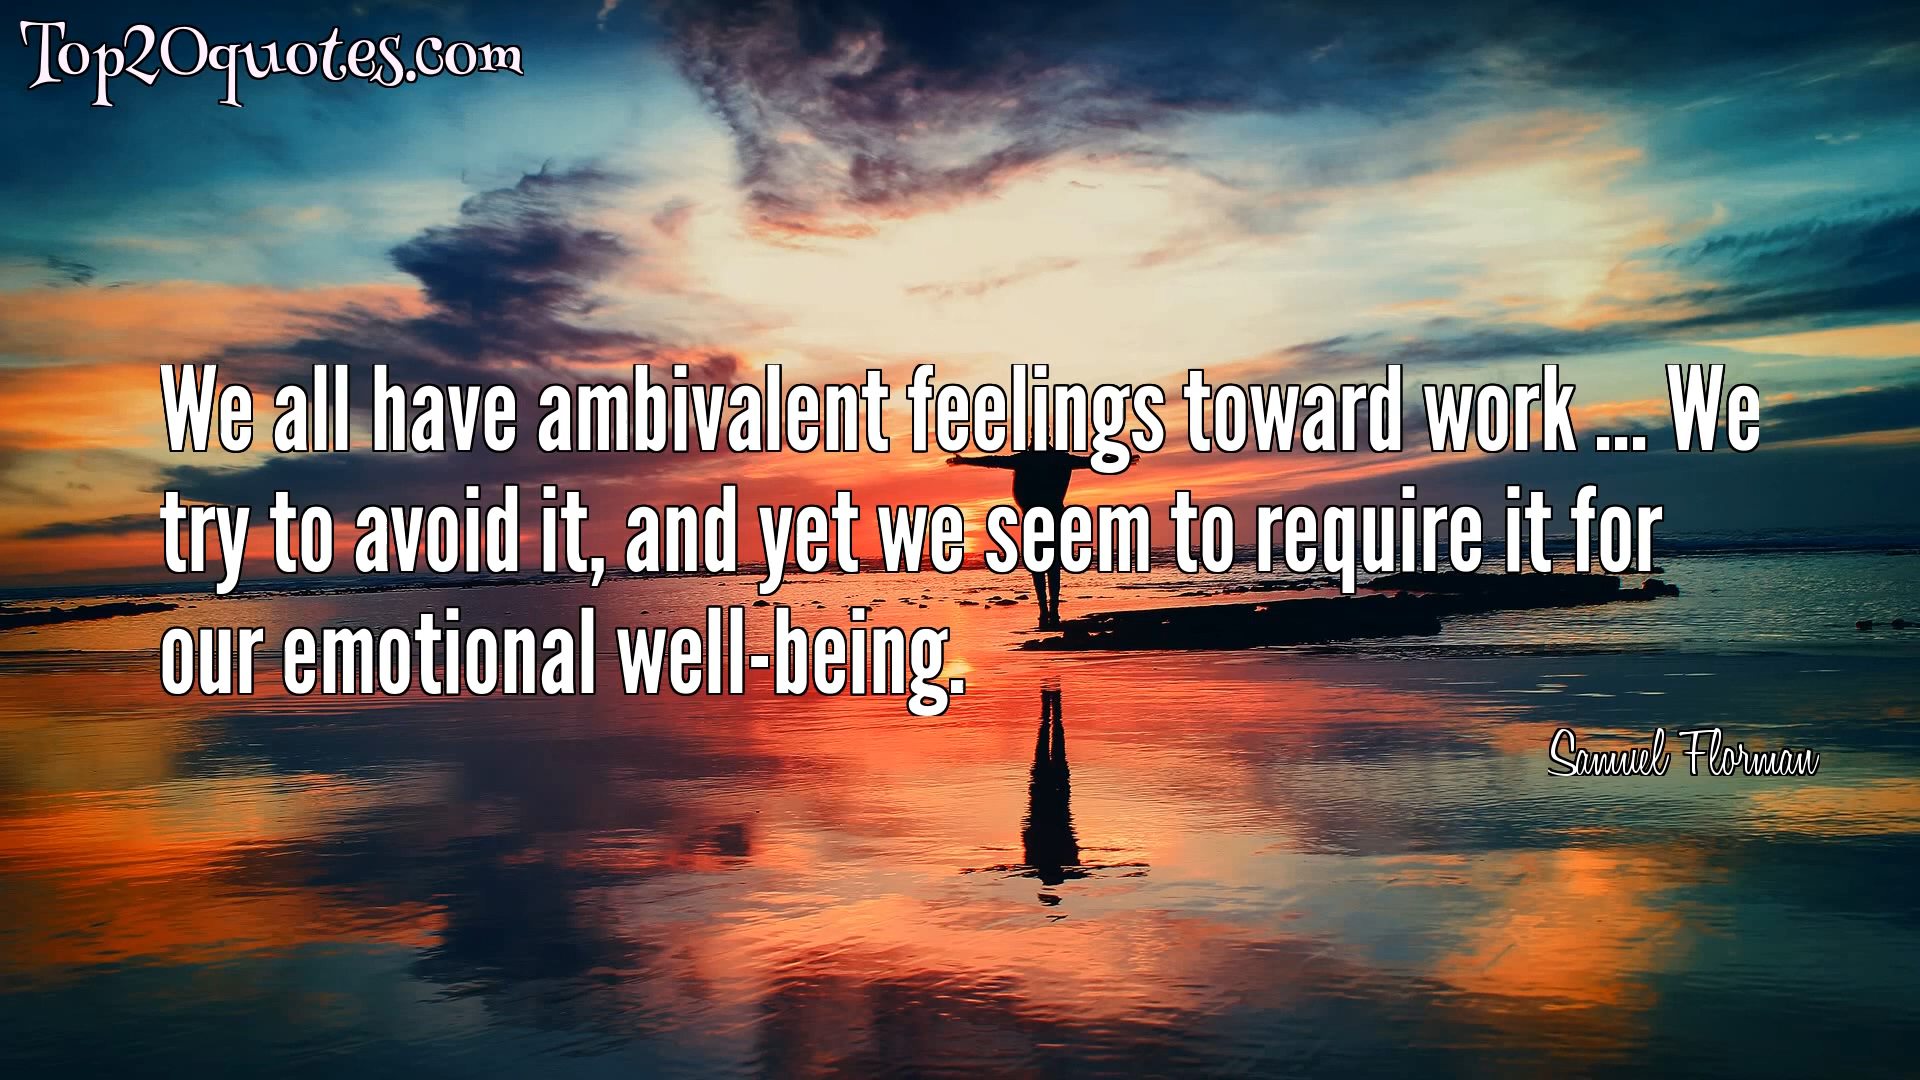 Top20quotes.com
We all have ambivalent feelings toward work ... We
try to avoid it, and yet we seem to require it for
our emotional well-being.
Samuel Florman